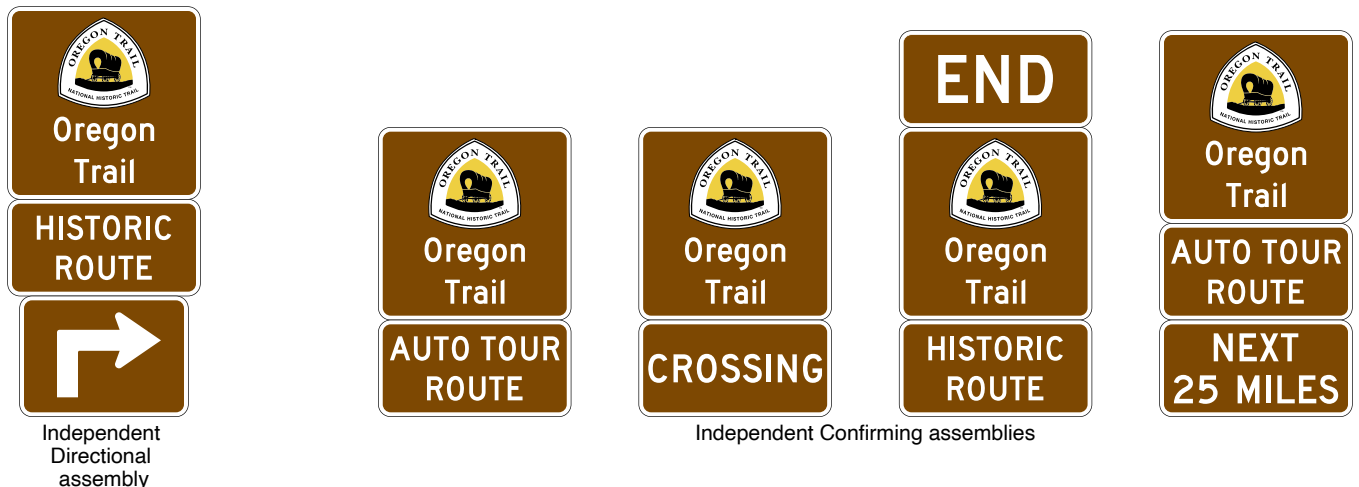 OREGON TRAIL
NATIONAL HISTORIC TRAIL
Oregon
Trail
HISTORIC
ROUTE
Independent
Directional
assembly
OREGON TRAIL
NATIONAL HISTORIC TRAIL
Oregon
Trail
AUTO TOUR
ROUTE
OREGON TRAIL
NATIONAL HISTORIC TRAIL
Oregon
Trail
CROSSING
END
OREGON TRAIL
NATIONAL HISTORIC TRAIL
Oregon
Trail
HISTORIC
ROUTE
OREGON TRAIL
NATIONAL HISTORIC TRAIL
Oregon
Trail
AUTO TOUR
ROUTE
NEXT
25 MILES
Independent Confirming assemblies